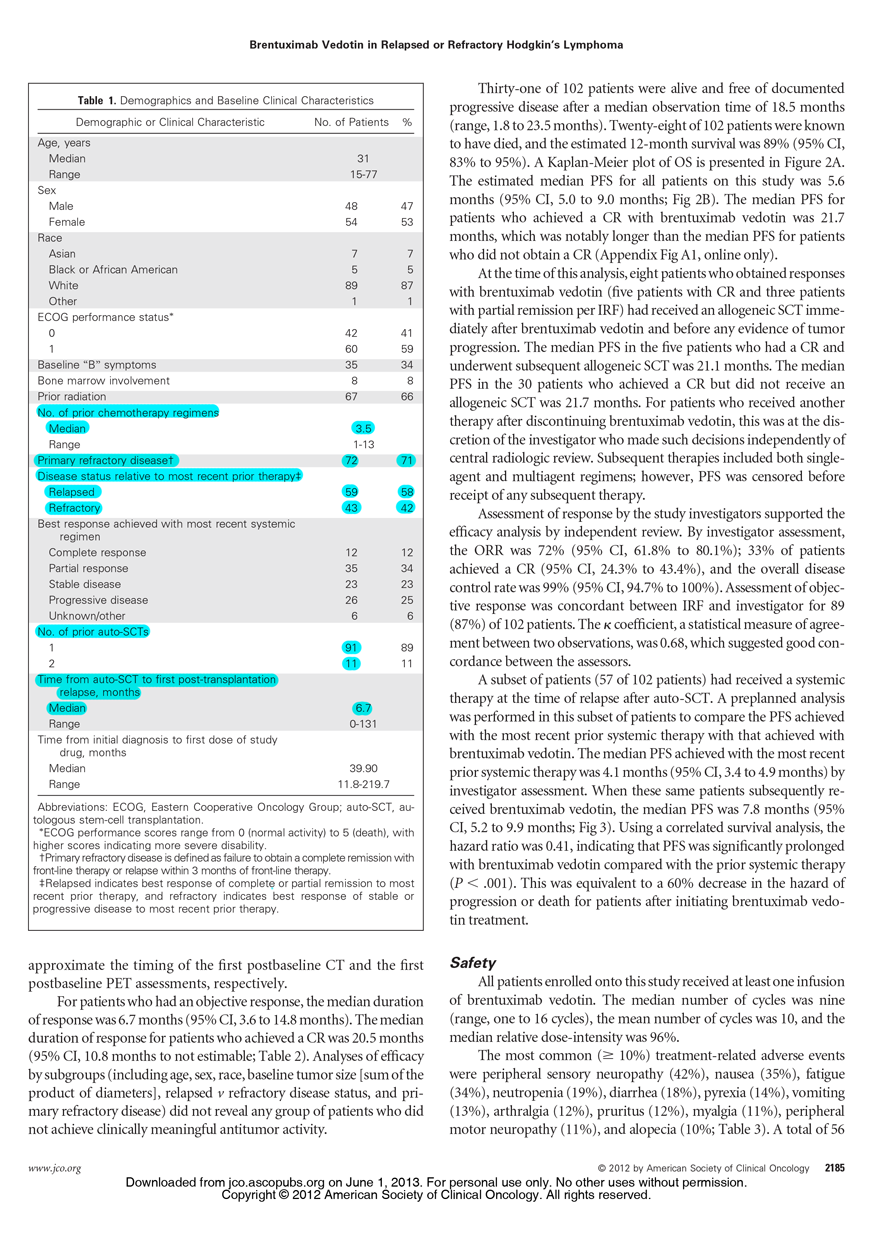 Brentuximab Vedotin in Relapsed or Refractory Hodgkin's Lymphoma
Table 1. Demographics and Baseline Clinical Characteristics
Demographic or Clinical Characteristic No. of Patients %
Age, years
Median 31
Range 15-77
Sex
Male 48 47
Female 54 53
Race
Asian 7 7
Black or African American 5 5
White 89 87
Other 1 1
ECOG performance status*
0 42 41
1 60 59
Baseline “B” symptoms 35 34
Bone marrow involvement 8 8
Prior radiation 67 66
No. of prior chemotherapy regimens
Median 3.5
Range 1-13
Primary refractory disease† 72 71
Disease status relative to most recent prior therapy‡
Relapsed 59 58
Refractory 43 42
Best response achieved with most recent systemic
regimen
Complete response 12 12
Partial response 35 34
Stable disease 23 23
Progressive disease 26 25
Unknown/other 6 6
No. of prior auto-SCTs
1 91 89
2 11 11
Time from auto-SCT to first post-transplantation
relapse, months
Median 6.7
Range 0-131
Time from initial diagnosis to first dose of study
drug, months
Median 39.90
Range 11.8-219.7
Abbreviations: ECOG, Eastern Cooperative Oncology Group; auto-SCT, au-
tologous stem-cell transplantation.
*ECOG performance scores range from 0 (normal activity) to 5 (death), with
higher scores indicating more severe disability.
†Primary refractory disease is defined as failure to obtain a complete remission with
front-line therapy or relapse within 3 months of front-line therapy.
‡Relapsed indicates best response of complete or partial remission to most
recent prior therapy, and refractory indicates best response of stable or
progressive disease to most recent prior therapy.
approximate the timing of the first postbaseline CT and the first
postbaseline PET assessments, respectively.
For patients who had an objective response, the median duration
of response was 6.7 months (95% CI, 3.6 to 14.8 months). The median
duration of response for patients who achieved a CR was 20.5 months
(95% CI, 10.8 months to not estimable; Table 2). Analyses of efficacy
by subgroups (including age, sex, race, baseline tumor size [sum of the
product of diameters], relapsed v refractory disease status, and pri-
mary refractory disease) did not reveal any group of patients who did
not achieve clinically meaningful antitumor activity.
Thirty-one of 102 patients were alive and free of documented
progressive disease after a median observation time of 18.5 months
(range, 1.8 to 23.5 months). Twenty-eight of 102 patients were known
to have died, and the estimated 12-month survival was 89% (95% CI,
83% to 95%). A Kaplan-Meier plot of OS is presented in Figure 2A.
The estimated median PFS for all patients on this study was 5.6
months (95% CI, 5.0 to 9.0 months; Fig 2B). The median PFS for
patients who achieved a CR with brentuximab vedotin was 21.7
months, which was notably longer than the median PFS for patients
who did not obtain a CR (Appendix Fig A1, online only).
At the time of this analysis, eight patients who obtained responses
with brentuximab vedotin (five patients with CR and three patients
with partial remission per IRF) had received an allogeneic SCT imme-
diately after brentuximab vedotin and before any evidence of tumor
progression. The median PFS in the five patients who had a CR and
underwent subsequent allogeneic SCT was 21.1 months. The median
PFS in the 30 patients who achieved a CR but did not receive an
allogeneic SCT was 21.7 months. For patients who received another
therapy after discontinuing brentuximab vedotin, this was at the dis-
cretion of the investigator who made such decisions independently of
central radiologic review. Subsequent therapies included both single-
agent and multiagent regimens; however, PFS was censored before
receipt of any subsequent therapy.
Assessment of response by the study investigators supported the
efficacy analysis by independent review. By investigator assessment,
the ORR was 72% (95% CI, 61.8% to 80.1%); 33% of patients
achieved a CR (95% CI, 24.3% to 43.4%), and the overall disease
control rate was 99% (95% CI, 94.7% to 100%). Assessment of objec-
tive response was concordant between IRF and investigator for 89
(87%) of 102 patients. The κ coefficient, a statistical measure of agree-
ment between two observations, was 0.68, which suggested good con-
cordance between the assessors.
A subset of patients (57 of 102 patients) had received a systemic
therapy at the time of relapse after auto-SCT. A preplanned analysis
was performed in this subset of patients to compare the PFS achieved
with the most recent prior systemic therapy with that achieved with
brentuximab vedotin. The median PFS achieved with the most recent
prior systemic therapy was 4.1 months (95% CI, 3.4 to 4.9 months) by
investigator assessment. When these same patients subsequently re-
ceived brentuximab vedotin, the median PFS was 7.8 months (95%
CI, 5.2 to 9.9 months; Fig 3). Using a correlated survival analysis, the
hazard ratio was 0.41, indicating that PFS was significantly prolonged
with brentuximab vedotin compared with the prior systemic therapy
(P < .001). This was equivalent to a 60% decrease in the hazard of
progression or death for patients after initiating brentuximab vedo-
tin treatment.
Safety
All patients enrolled onto this study received at least one infusion
of brentuximab vedotin. The median number of cycles was nine
(range, one to 16 cycles), the mean number of cycles was 10, and the
median relative dose-intensity was 96%.
The most common (≥ 10%) treatment-related adverse events
were peripheral sensory neuropathy (42%), nausea (35%), fatigue
(34%), neutropenia (19%), diarrhea (18%), pyrexia (14%), vomiting
(13%), arthralgia (12%), pruritus (12%), myalgia (11%), peripheral
motor neuropathy (11%), and alopecia (10%; Table 3). A total of 56
www.jco.org © 2012 by American Society of Clinical Oncology 2185
Downloaded from jco.ascopubs.org on June 1, 2013. For personal use only. No other uses without permission.
Copyright © 2012 American Society of Clinical Oncology. All rights reserved.